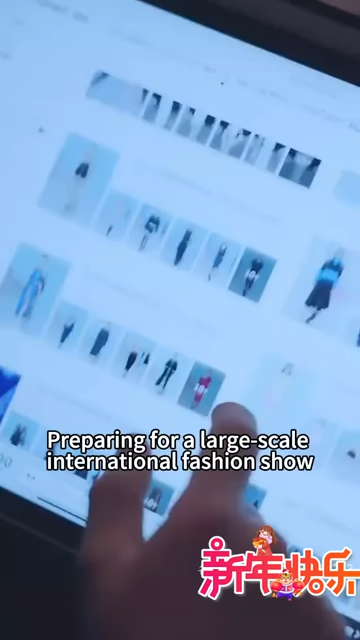 Preparing for a large-scale
international fashion show
新年快乐